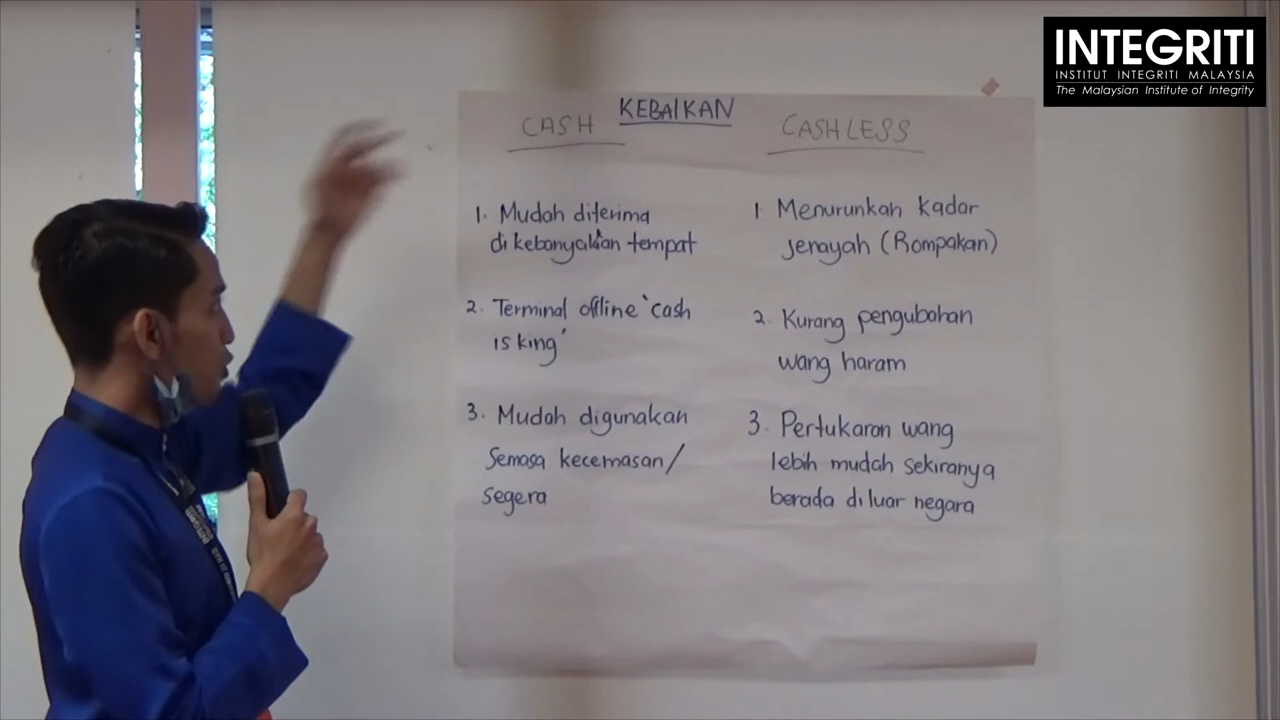 INTEGRITI
INSTITUT INTEGRITI MALAYSIA
The Malaysian Institute of Integrity
KEBAIKAN
CASH
1. Mudah diterima
di kebanyakan tempat
2. Terminal offline 'cash
is king'
3. Mudah digunakan
semasa kecemasan/
segera
CASHLESS
1. Menurunkan kadar
jenayah (Rompakan)
2. Kurang pengubahan
wang haram
3. Pertukaran wang
lebih mudah sekiranya
berada diluar negara